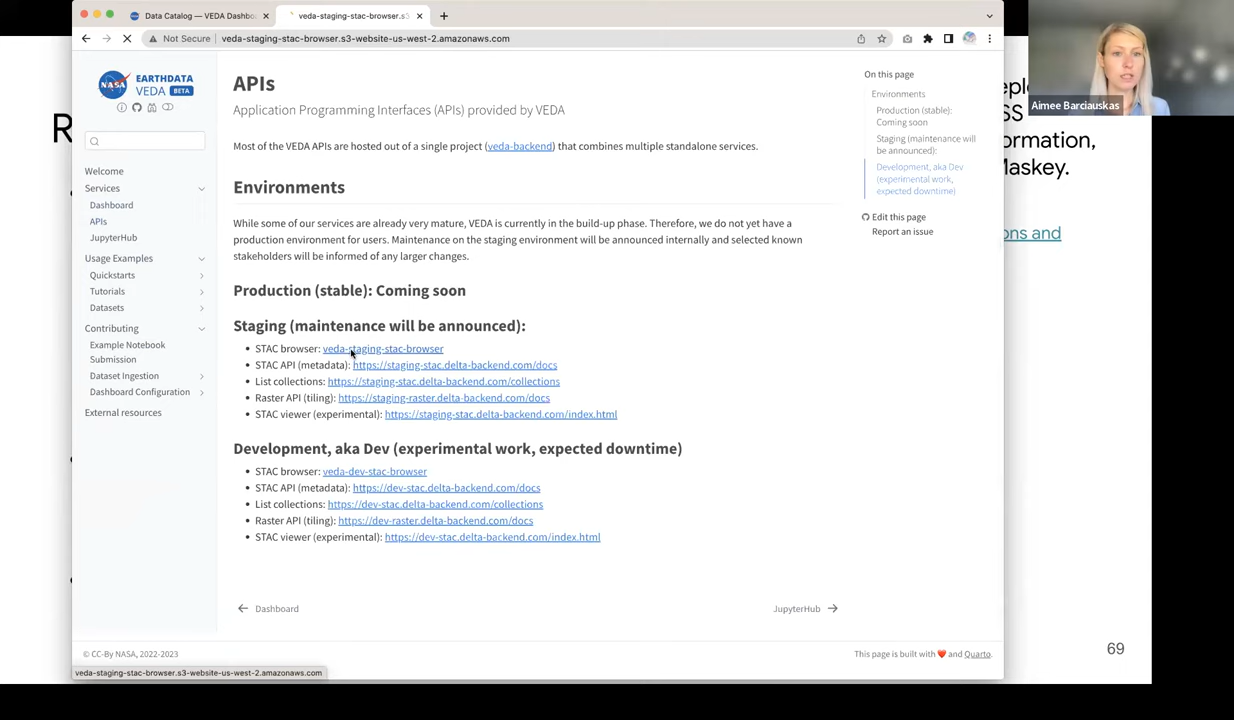 Data Catalog — VEDA Dashbo
veda-staging-stac-browser.s3
Not Secure
veda-staging-stac-browser.s3-website-us-west-2.amazonaws.com
NASA
EARTHDATA
VEDA BETA
Welcome
Services
Dashboard
APIs
JupyterHub
Usage Examples
Quickstarts
Tutorials
Datasets
Contributing
Example Notebook
Submission
Dataset Ingestion
Dashboard Configuration
External resources
APIs
Application Programming Interfaces (APIs) provided by VEDA
Most of the VEDA APIs are hosted out of a single project (veda-backend) that combines multiple standalone services.
Environments
While some of our services are already very mature, VEDA is currently in the build-up phase. Therefore, we do not yet have a
production environment for users. Maintenance on the staging environment will be announced internally and selected known
stakeholders will be informed of any larger changes.
Production (stable): Coming soon
Staging (maintenance will be announced):
• STAC browser: veda-staging-stac-browser
• STAC API (metadata): https://staging-stac.delta-backend.com/docs
• List collections: https://staging-stac.delta-backend.com/collections
• Raster API (tiling): https://staging-raster.delta-backend.com/docs
• STAC viewer (experimental): https://staging-stac.delta-backend.com/index.html
Development, aka Dev (experimental work, expected downtime)
• STAC browser: veda-dev-stac-browser
• STAC API (metadata): https://dev-stac.delta-backend.com/docs
• List collections: https://dev-stac.delta-backend.com/collections
• Raster API (tiling): https://dev-raster.delta-backend.com/docs
• STAC viewer (experimental): https://dev-stac.delta-backend.com/index.html
Dashboard
JupyterHub
On this page
Environments
Production (stable):
Coming soon
Staging (maintenance will
be announced):
Development, aka Dev
(experimental work,
expected downtime)
Edit this page
Report an issue
© CC-By NASA, 2022-2023
This page is built with ❤️ and Quarto.
veda-staging-stac-browser.s3-website-us-west-2.amazonaws.com
Aimee Barciauskas
R
eplo
SS
ormation,
Maskey.
ons and
69